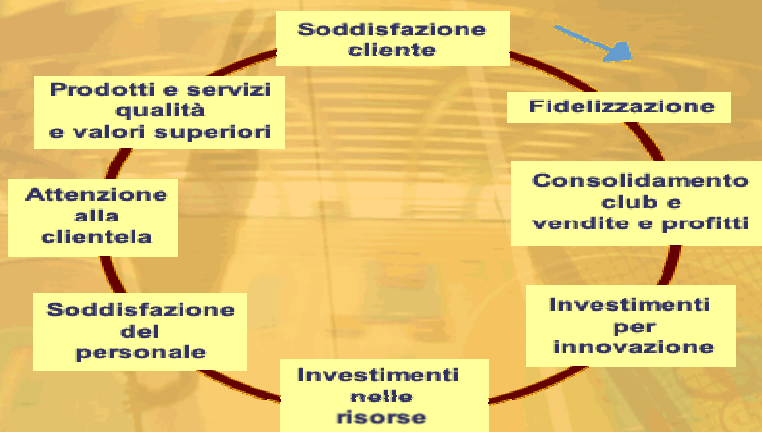 Soddisfazione
cliente
Fidelizzazione
Consolidamento
club e
vendite e profitti
Investimenti
per
innovazione
Investimenti
nelle
risorse
Soddisfazione
del
personale
Attenzione
alla
clientela
Prodotti e servizi
qualità
e valori superiori